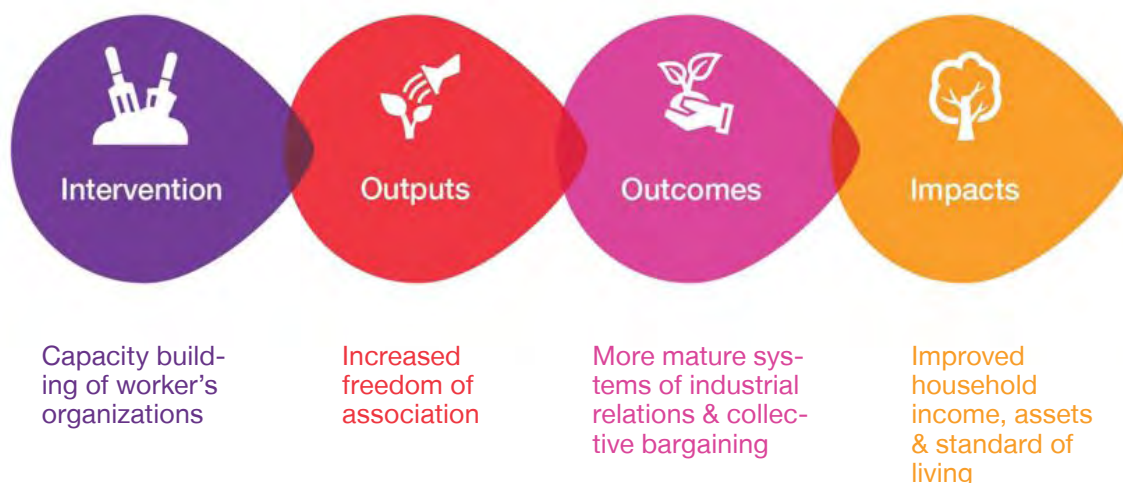 Intervention
Outputs
Outcomes
Impacts
Capacity build-
ing of worker's
organizations
Increased
freedom of
association
More mature sys-
tems of industrial
relations & collec-
tive bargaining
Improved
household
income, assets
& standard of
living